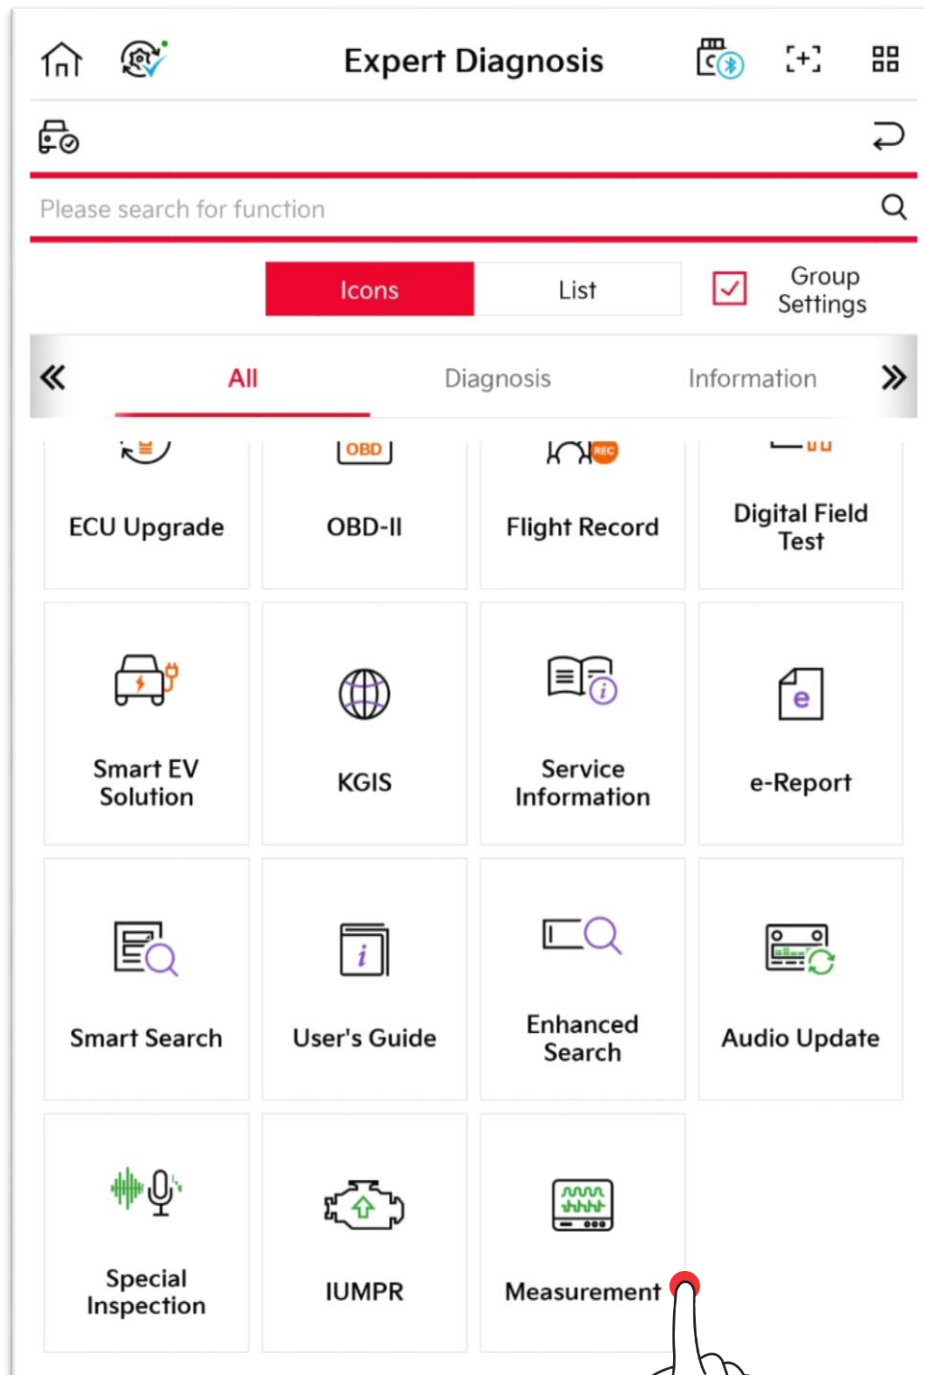 Expert Diagnosis
Please search for function
Icons
List
Group
Settings
All
Diagnosis
Information
OBD
REC
ECU Upgrade
OBD-II
Flight Record
Digital Field
Test
Smart EV
Solution
KGIS
i
Service
Information
e
e-Report
Smart Search
i
User's Guide
Enhanced
Search
Audio Update
Special
Inspection
IUMPR
Measurement